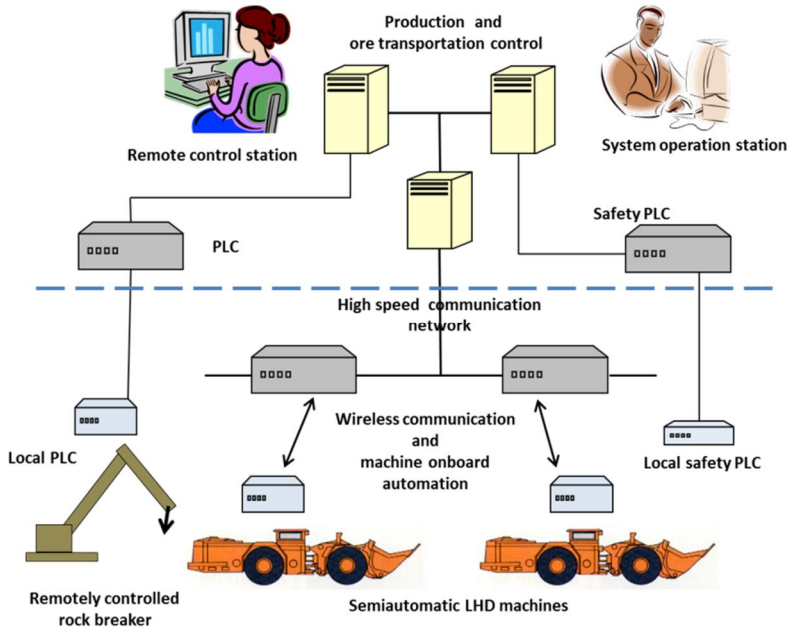 Production and
ore transportation control
Remote control station
System operation station
Safety PLC
PLC
High speed communication
network
Wireless communication
and
machine onboard
automation
Local PLC
Local safety PLC
Remotely controlled
rock breaker
Semiautomatic LHD machines